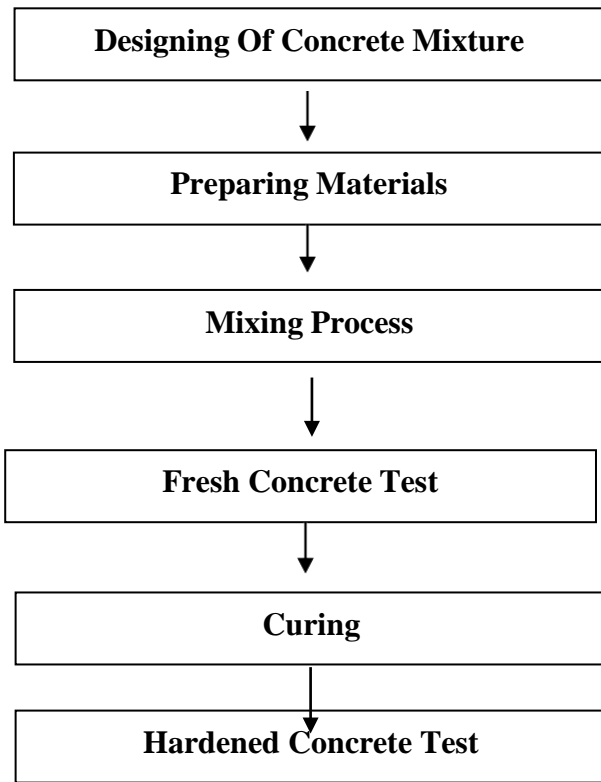 Designing Of Concrete Mixture
Preparing Materials
Mixing Process
Fresh Concrete Test
Curing
Hardened Concrete Test